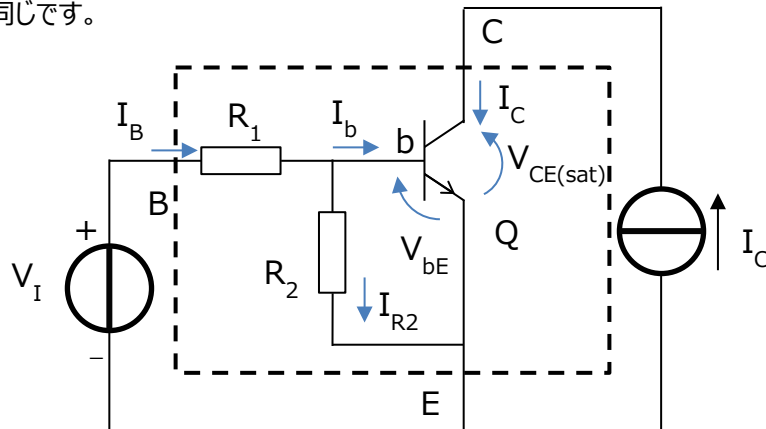 同じです。
C
I_B
R_1
I_b
b
I_C
V_CE(sat)
B
+
V_I
R_2
V_bE
Q
I_R2
I_C
−
E